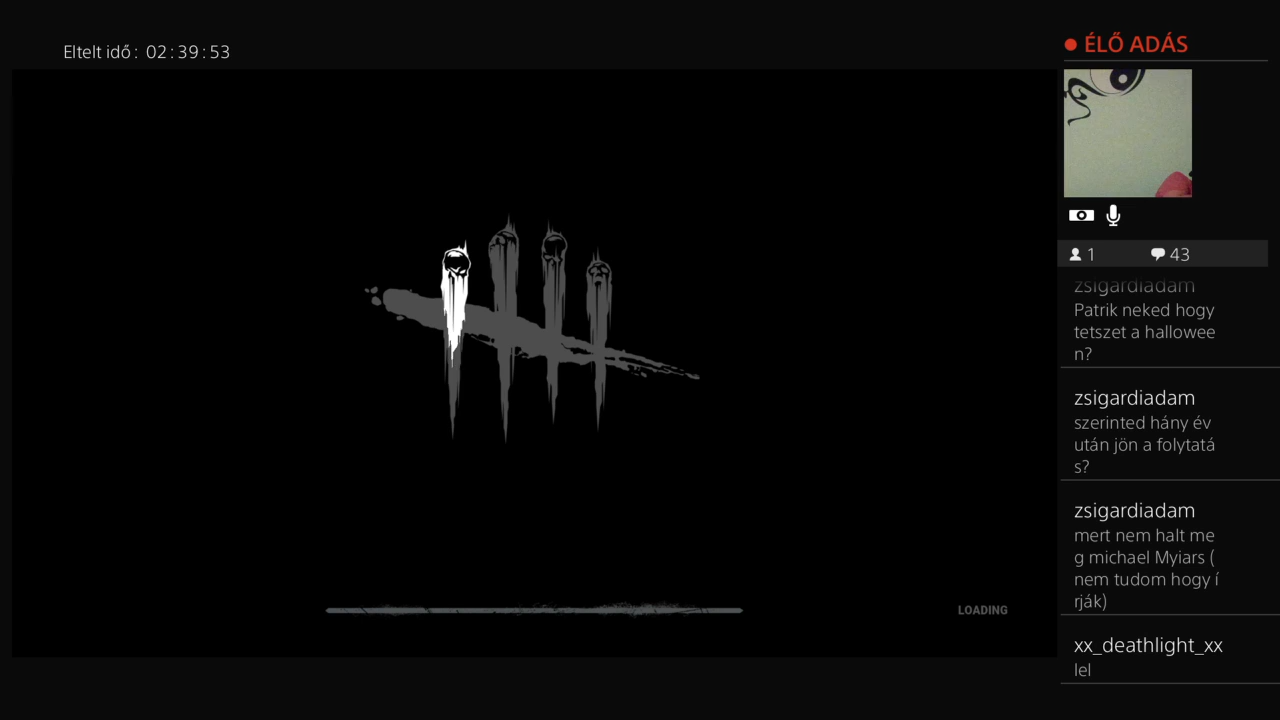 Eltelt idő: 02:39:53
ÉLŐ ADÁS
1 43
zsigardiadam
Patrik neked hogy
tetszet a hallowee
n?
zsigardiadam
szerinted hány év
után jön a folytatá
s?
zsigardiadam
mert nem halt me
g michael Myiars (
nem tudom hogy í
rják)
LOADING
xx_deathlight_xx
lel